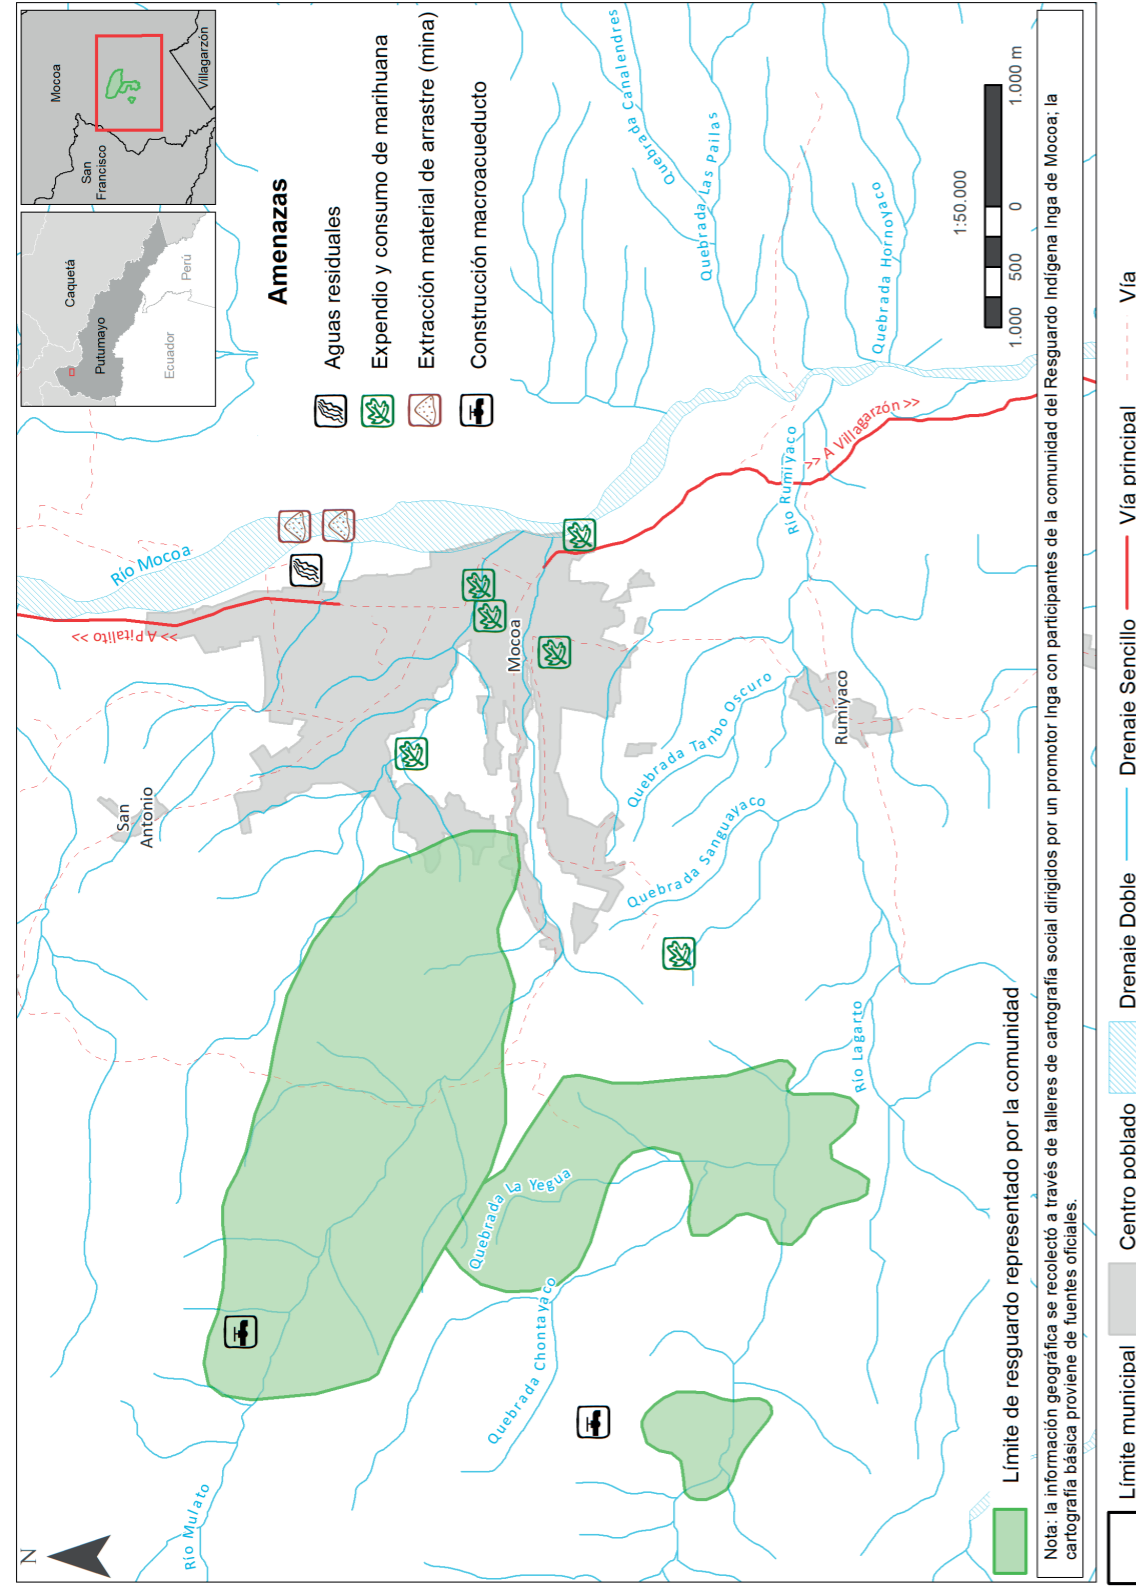 N
Caquetá
Putumayo
Ecuador
Perú
Mocoa
San
Francisco
Villagarzón
Amenazas
Aguas residuales
Expendio y consumo de marihuana
Extracción material de arrastre (mina)
Construcción macroacueducto
Río Mulato
San
Antonio
>> A Pitalito >>
Río Mocoa
Mocoa
Quebrada La Yegua
Quebrada Chontayaco
Quebrada Sanguayaco
Quebrada Tanbo Oscuro
Río Lagarto
Rumiyaco
Río Rumiyaco
>> A Villagarzón >>
Quebrada Canalendres
Quebrada Las Pailas
Quebrada Hornoyaco
1:50.000
1.000 500 0 1.000 m
Límite de resguardo representado por la comunidad
Nota: la información geográfica se recolectó a través de talleres de cartografía social dirigidos por un promotor Inga con participantes de la comunidad del Resguardo Indígena Inga de Mocoa; la
cartografía básica proviene de fuentes oficiales.
Límite municipal Centro poblado Drenaje Doble Drenaje Sencillo Vía principal Vía